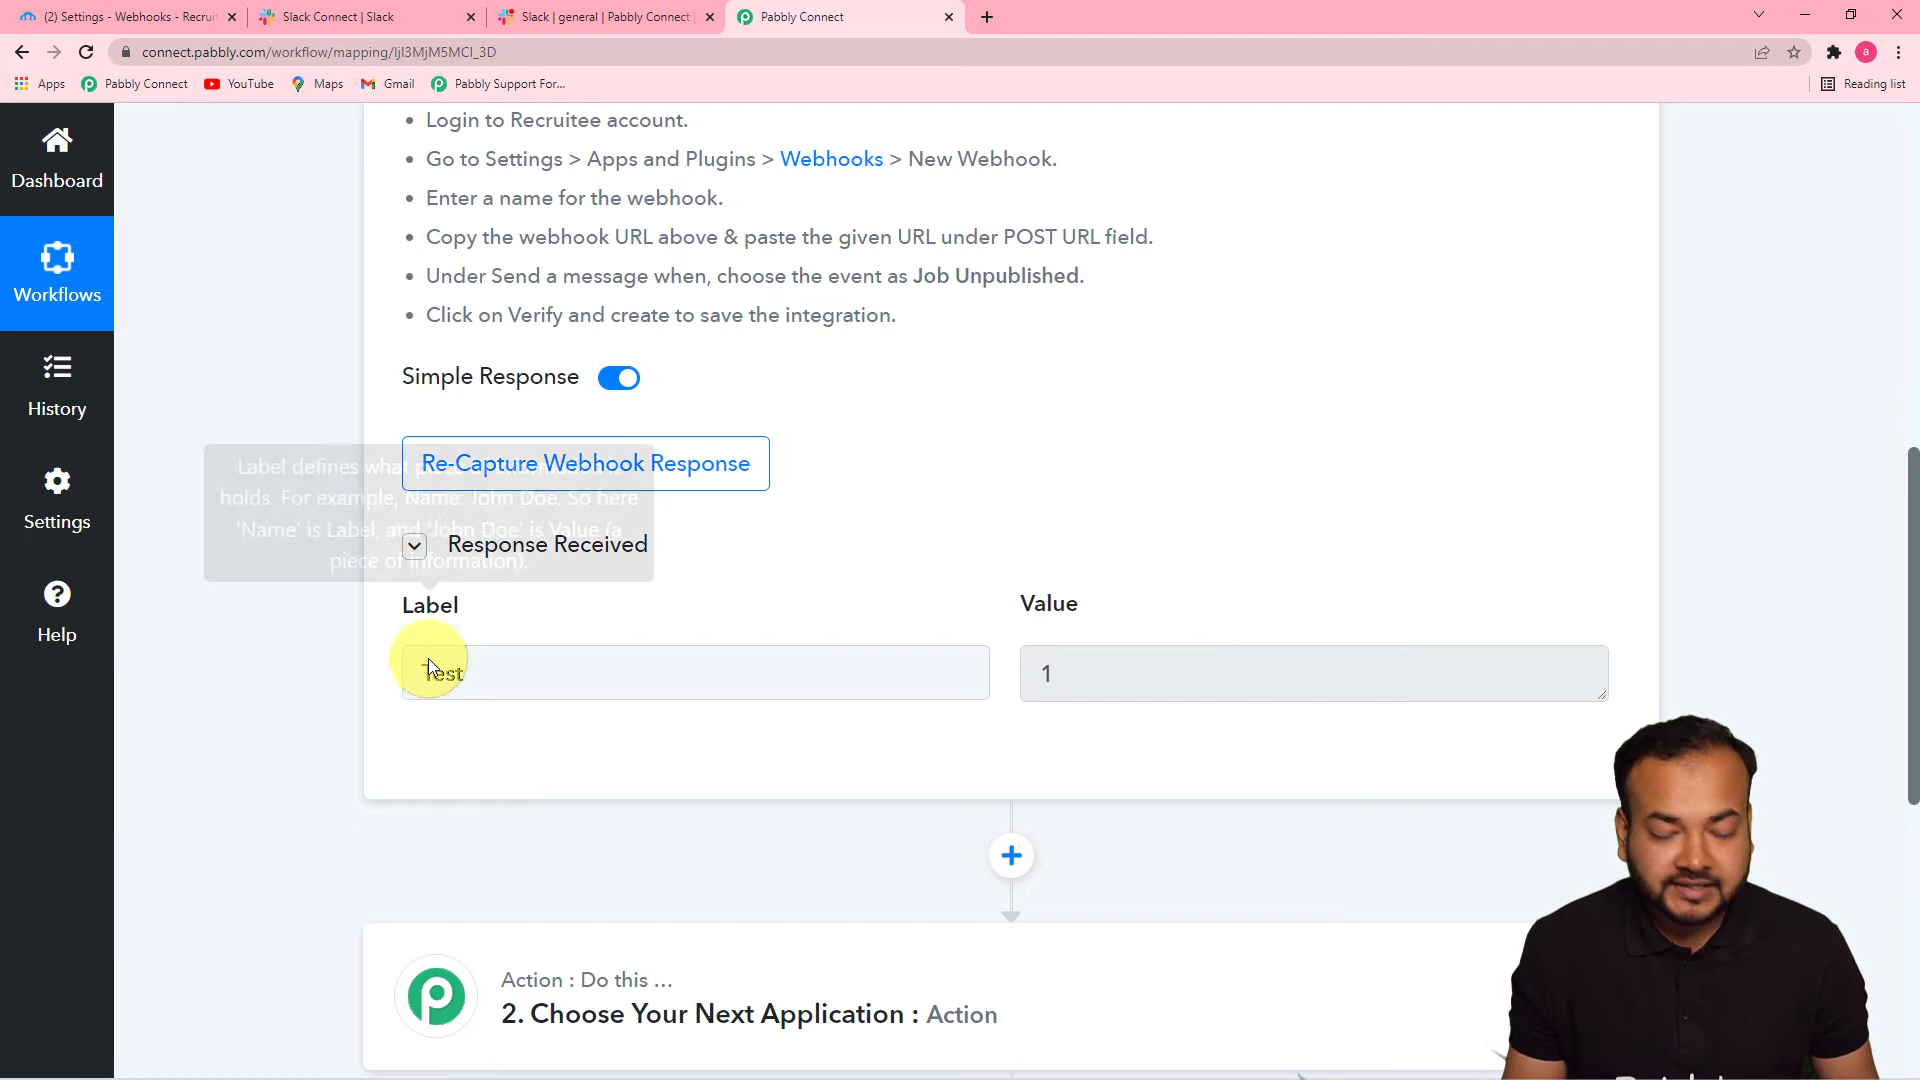 (2) Settings - Webhooks - Recruit
Slack Connect | Slack
Slack | general | Pabbly Connect
Pabbly Connect
connect.pabbly.com/workflow/mapping/IjI3MjM5MCI_3D
Apps
Pabbly Connect
YouTube
Maps
Gmail
Pabbly Support For...
Reading list
Dashboard
Workflows
History
Settings
Help
Login to Recruitee account.
Go to Settings > Apps and Plugins > Webhooks > New Webhook.
Enter a name for the webhook.
Copy the webhook URL above & paste the given URL under POST URL field.
Under Send a message when, choose the event as Job Unpublished.
Click on Verify and create to save the integration.
Simple Response
Re-Capture Webhook Response
Label defines what
holds. For example, Name: John Doe. So here
'Name' is Label, and 'John Doe' is Value (a
piece of information).
Response Received
Label
Value
Test
1
Action : Do this ...
2. Choose Your Next Application : Action